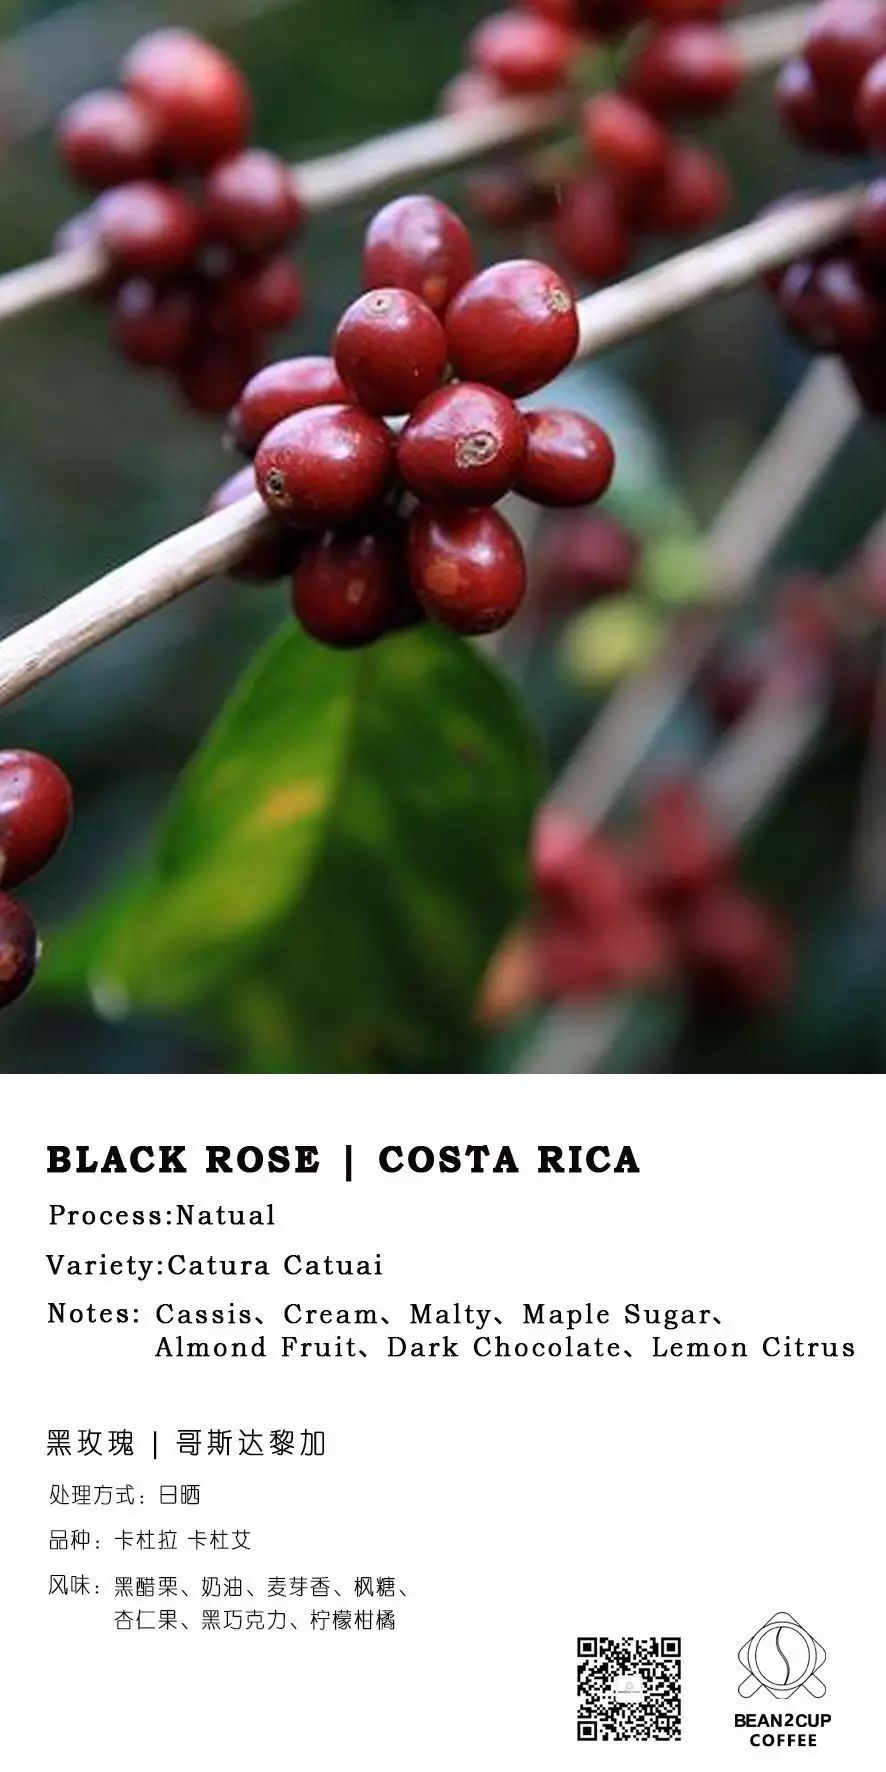 BLACK ROSE | COSTA RICA
Process:Natual
Variety:Catura Catuai
Notes: Cassis、Cream、Malty、Maple Sugar、
Almond Fruit、Dark Chocolate、Lemon Citrus
黑玫瑰 | 哥斯达黎加
处理方式：日晒
品种：卡杜拉 卡杜艾
风味：黑醋栗、奶油、麦芽香、枫糖、
杏仁果、黑巧克力、柠檬柑橘
BEAN2CUP
COFFEE